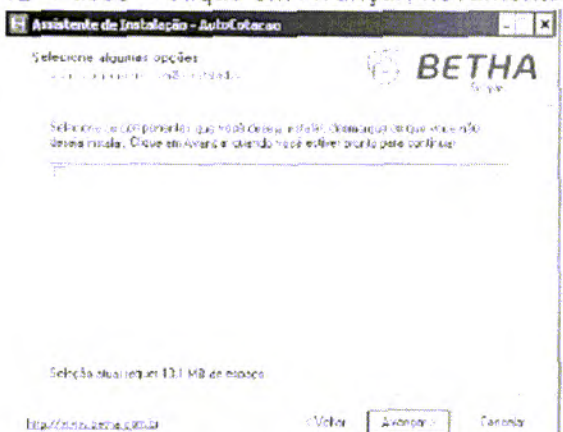 Assistente de Instalação - AutoCotacao
Selecione algumas opções
BETHA
Selecione os componentes que você deseja instalar; desmarque os que você não
deseja instalar. Clique em Avançar quando você estiver pronto para continuar.
Seleção atual requer 13,1 MB de espaço
http://www.betha.com.br
< Voltar
Avançar >
Cancelar